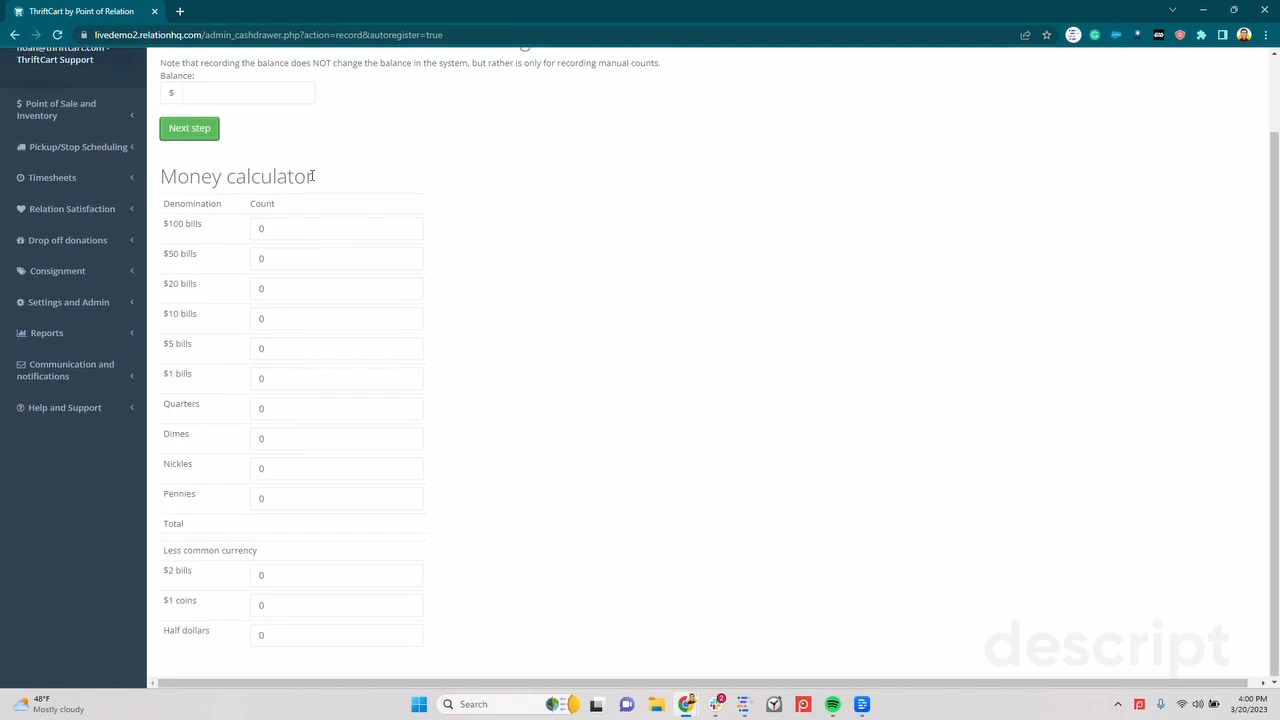 ThriftCart by Point of Relation
livedemo2.relationhq.com/admin_cashdrawer.php?action=record&autoregister=true
noah@thriftcart.com -
ThriftCart Support
Point of Sale and
Inventory
Pickup/Stop Scheduling
Timesheets
Relation Satisfaction
Drop off donations
Consignment
Settings and Admin
Reports
Communication and
notifications
Help and Support
Note that recording the balance does NOT change the balance in the system, but rather is only for recording manual counts.
Balance:
$
Next step
Money calculator
Denomination Count
$100 bills 0
$50 bills 0
$20 bills 0
$10 bills 0
$5 bills 0
$1 bills 0
Quarters 0
Dimes 0
Nickles 0
Pennies 0
Total
Less common currency
$2 bills 0
$1 coins 0
Half dollars 0
descript
48°F
Mostly cloudy
Search
2
4:00 PM
3/20/2023